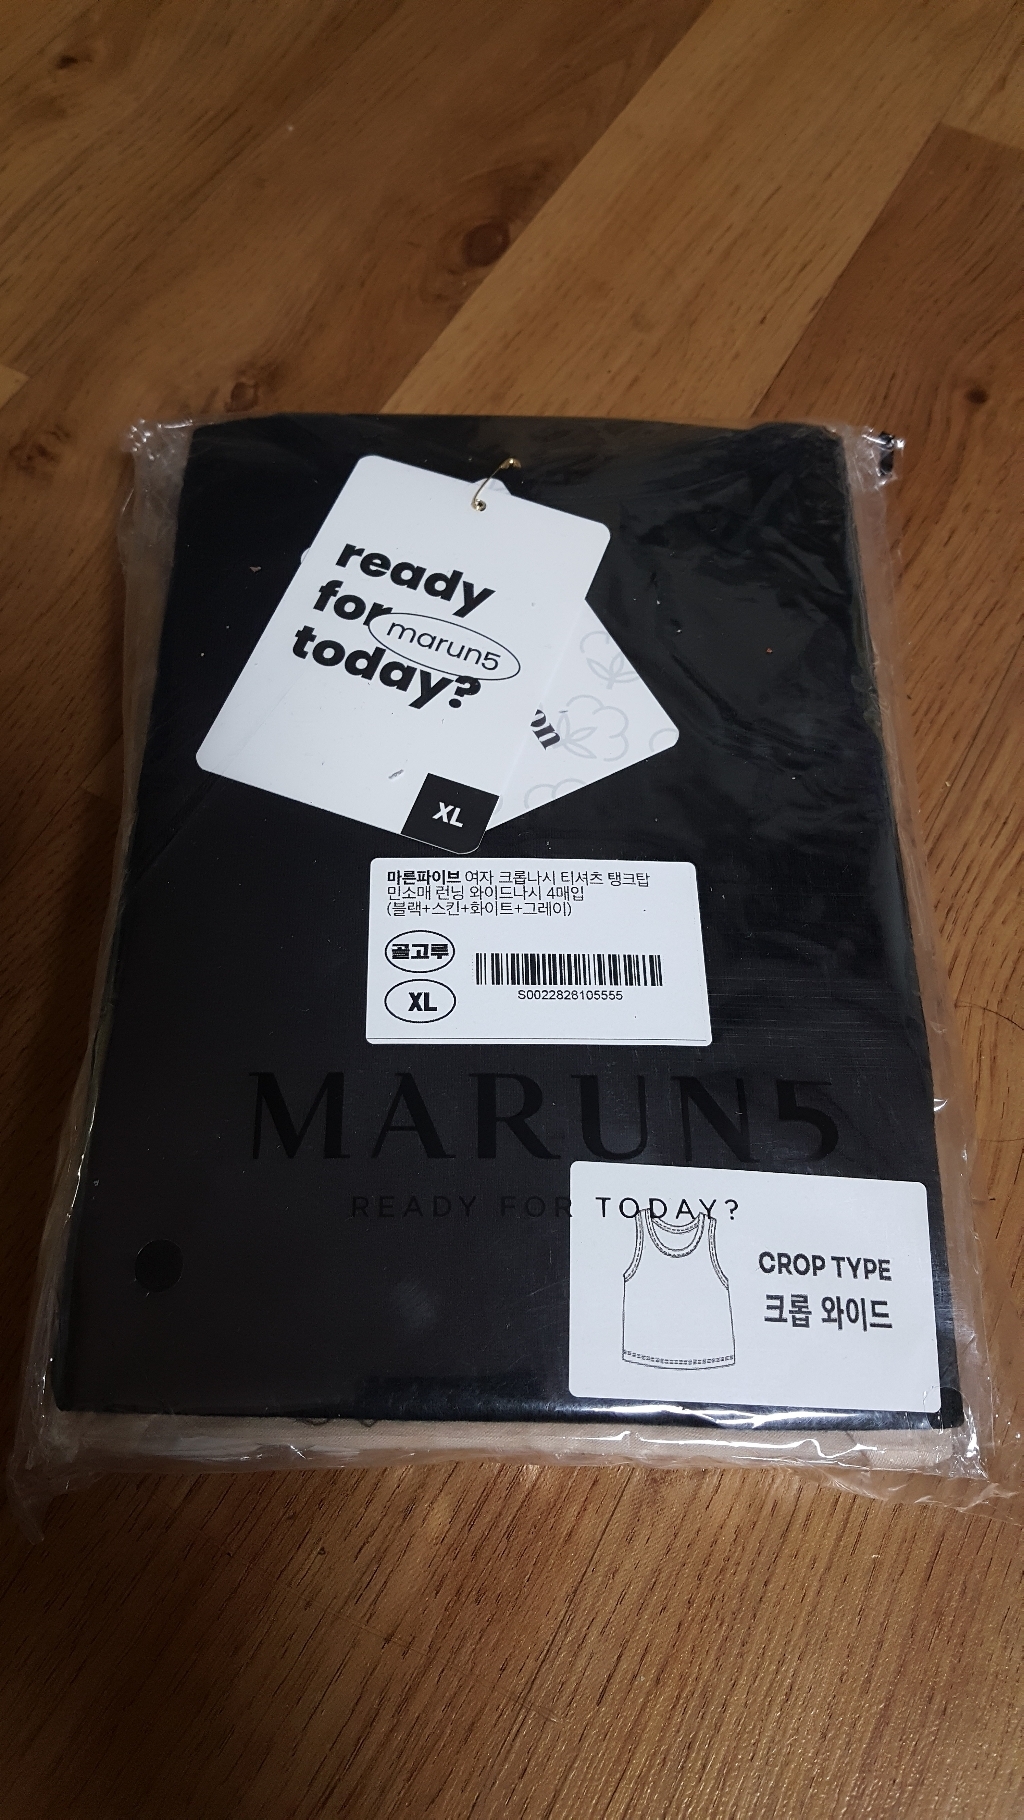 ready
for
marun5
today?
on
XL
마른파이브 여자 크롭나시 티셔츠 탱크탑
민소매 런닝 와이드나시 4매입
(블랙+스킨+화이트+그레이)
골고루
XL
S0022828105555
MARUN5
READY FOR TODAY?
CROP TYPE
크롭 와이드